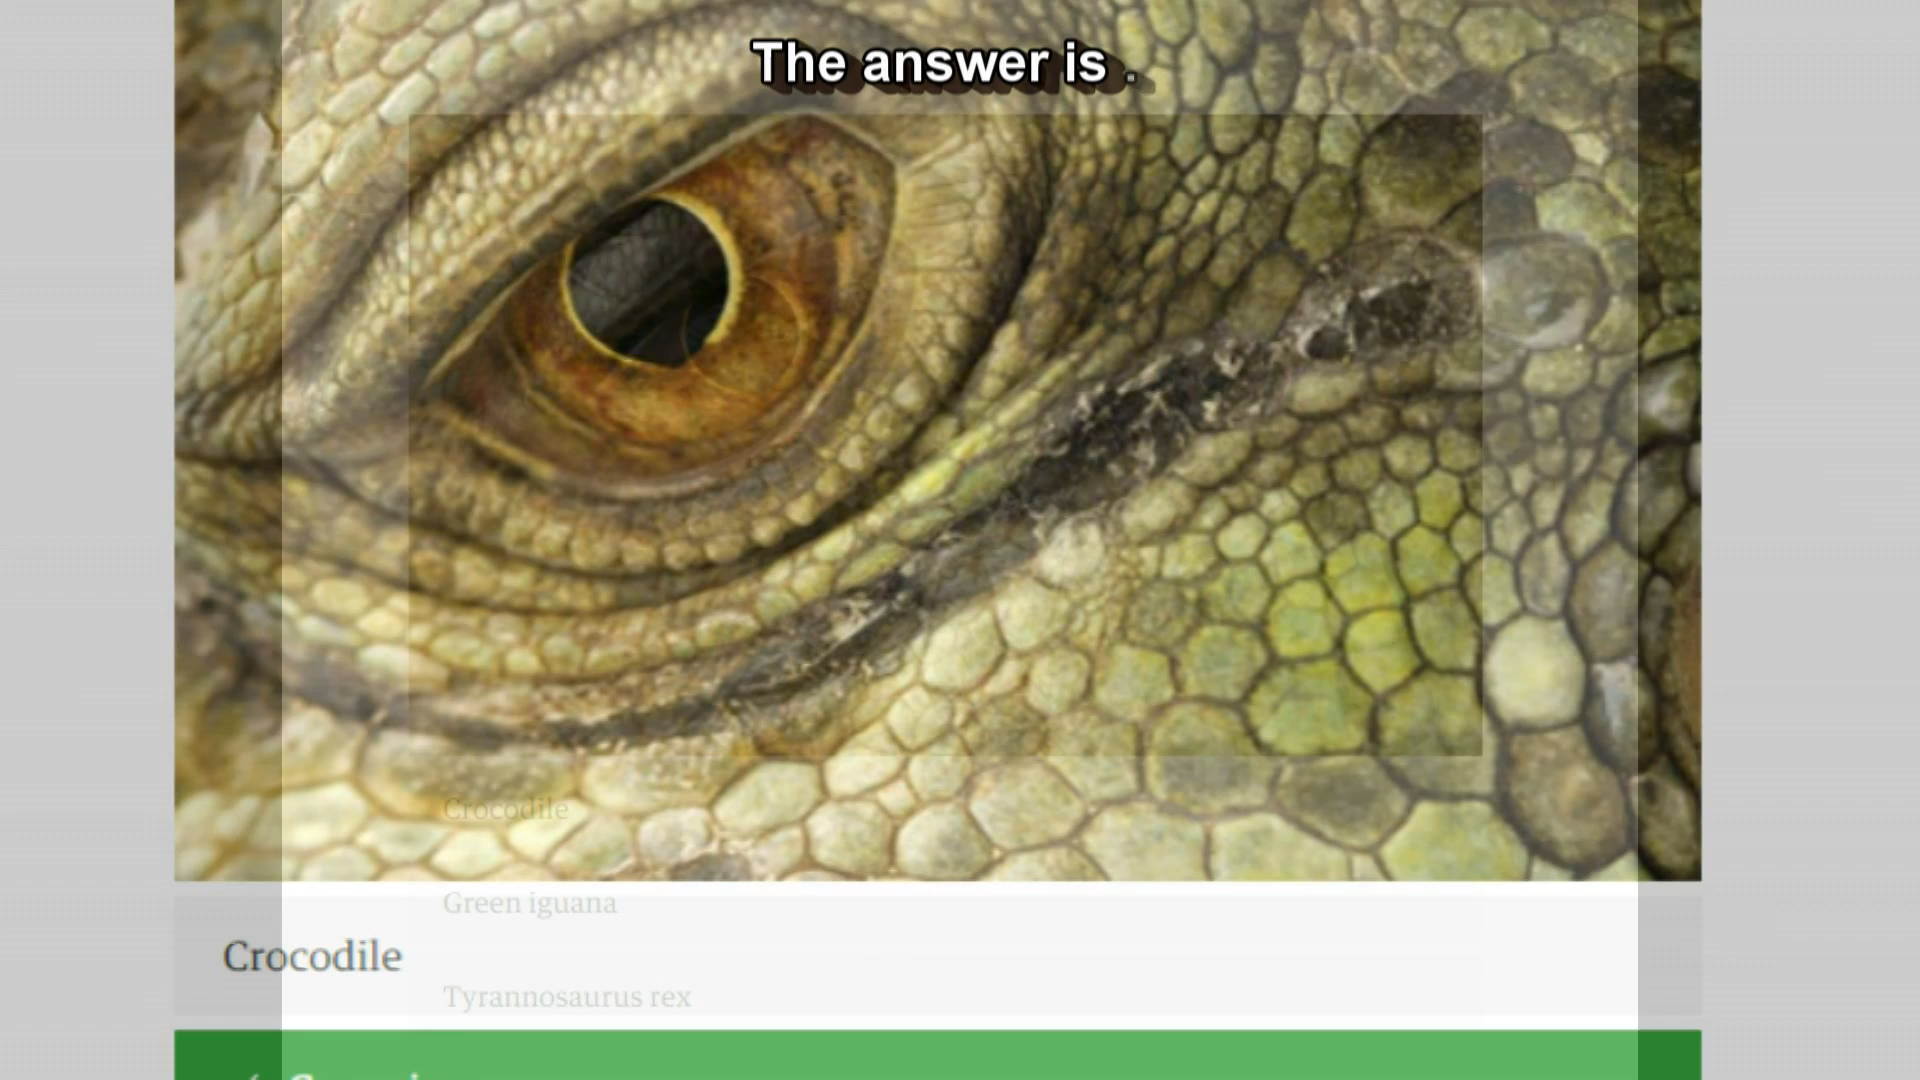 The answer is .
Crocodile
Green iguana
Crocodile
Tyrannosaurus rex